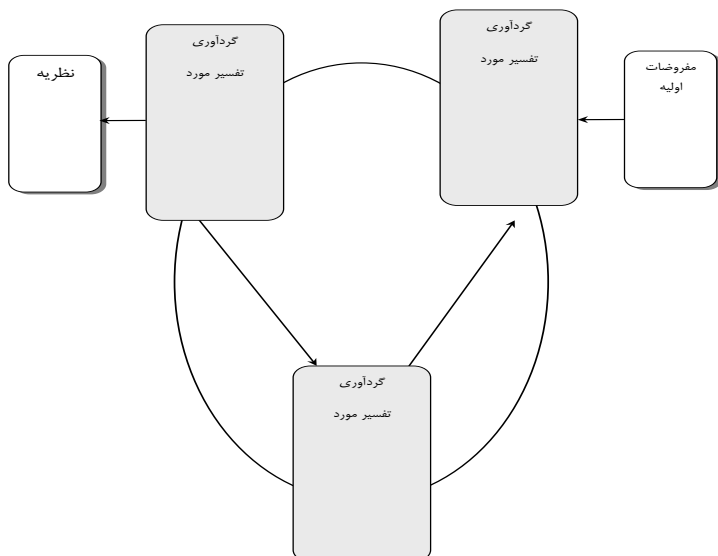 مفروضات
اولیه
گردآوری
تفسیر مورد
گردآوری
تفسیر مورد
نظریه
گردآوری
تفسیر مورد